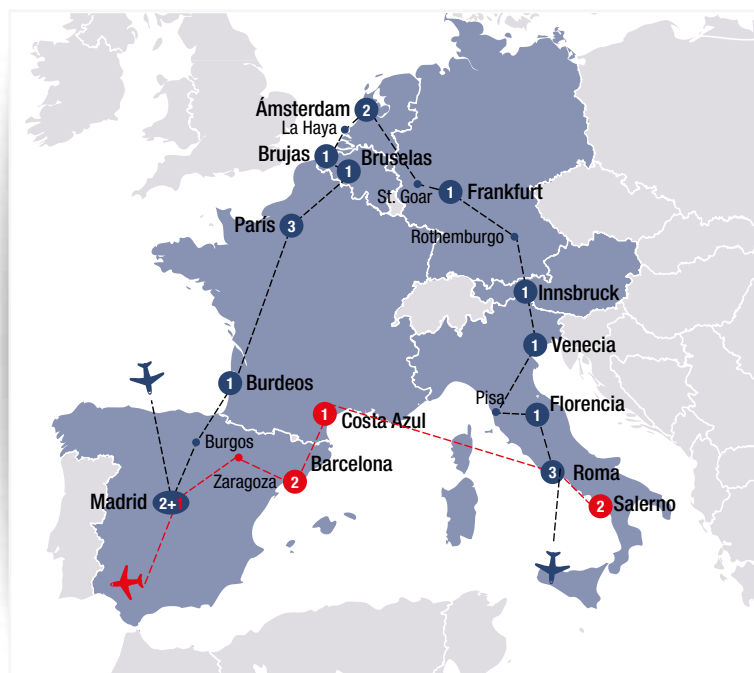 Ámsterdam
2
La Haya
Brujas
1
Bruselas
1
St. Goar
1
Frankfurt
París
3
Rothemburgo
1
Innsbruck
1
Venecia
1
Burdeos
Pisa
1
Florencia
1
Costa Azul
Burgos
Barcelona
2
Zaragoza
3
Roma
Madrid
2+1
2
Salerno